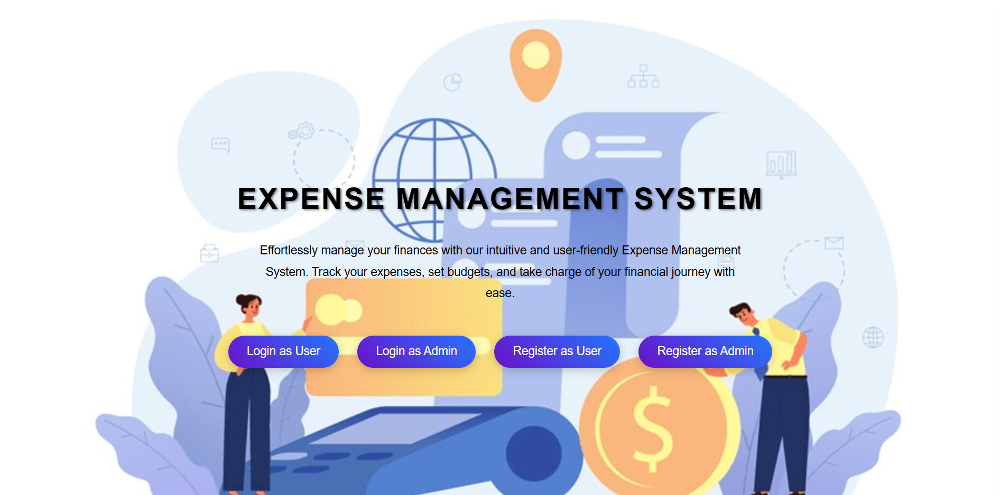 EXPENSE MANAGEMENT SYSTEM
Effortlessly manage your finances with our intuitive and user-friendly Expense Management
System. Track your expenses, set budgets, and take charge of your financial journey with
ease.
Login as User
Login as Admin
Register as User
Register as Admin
$